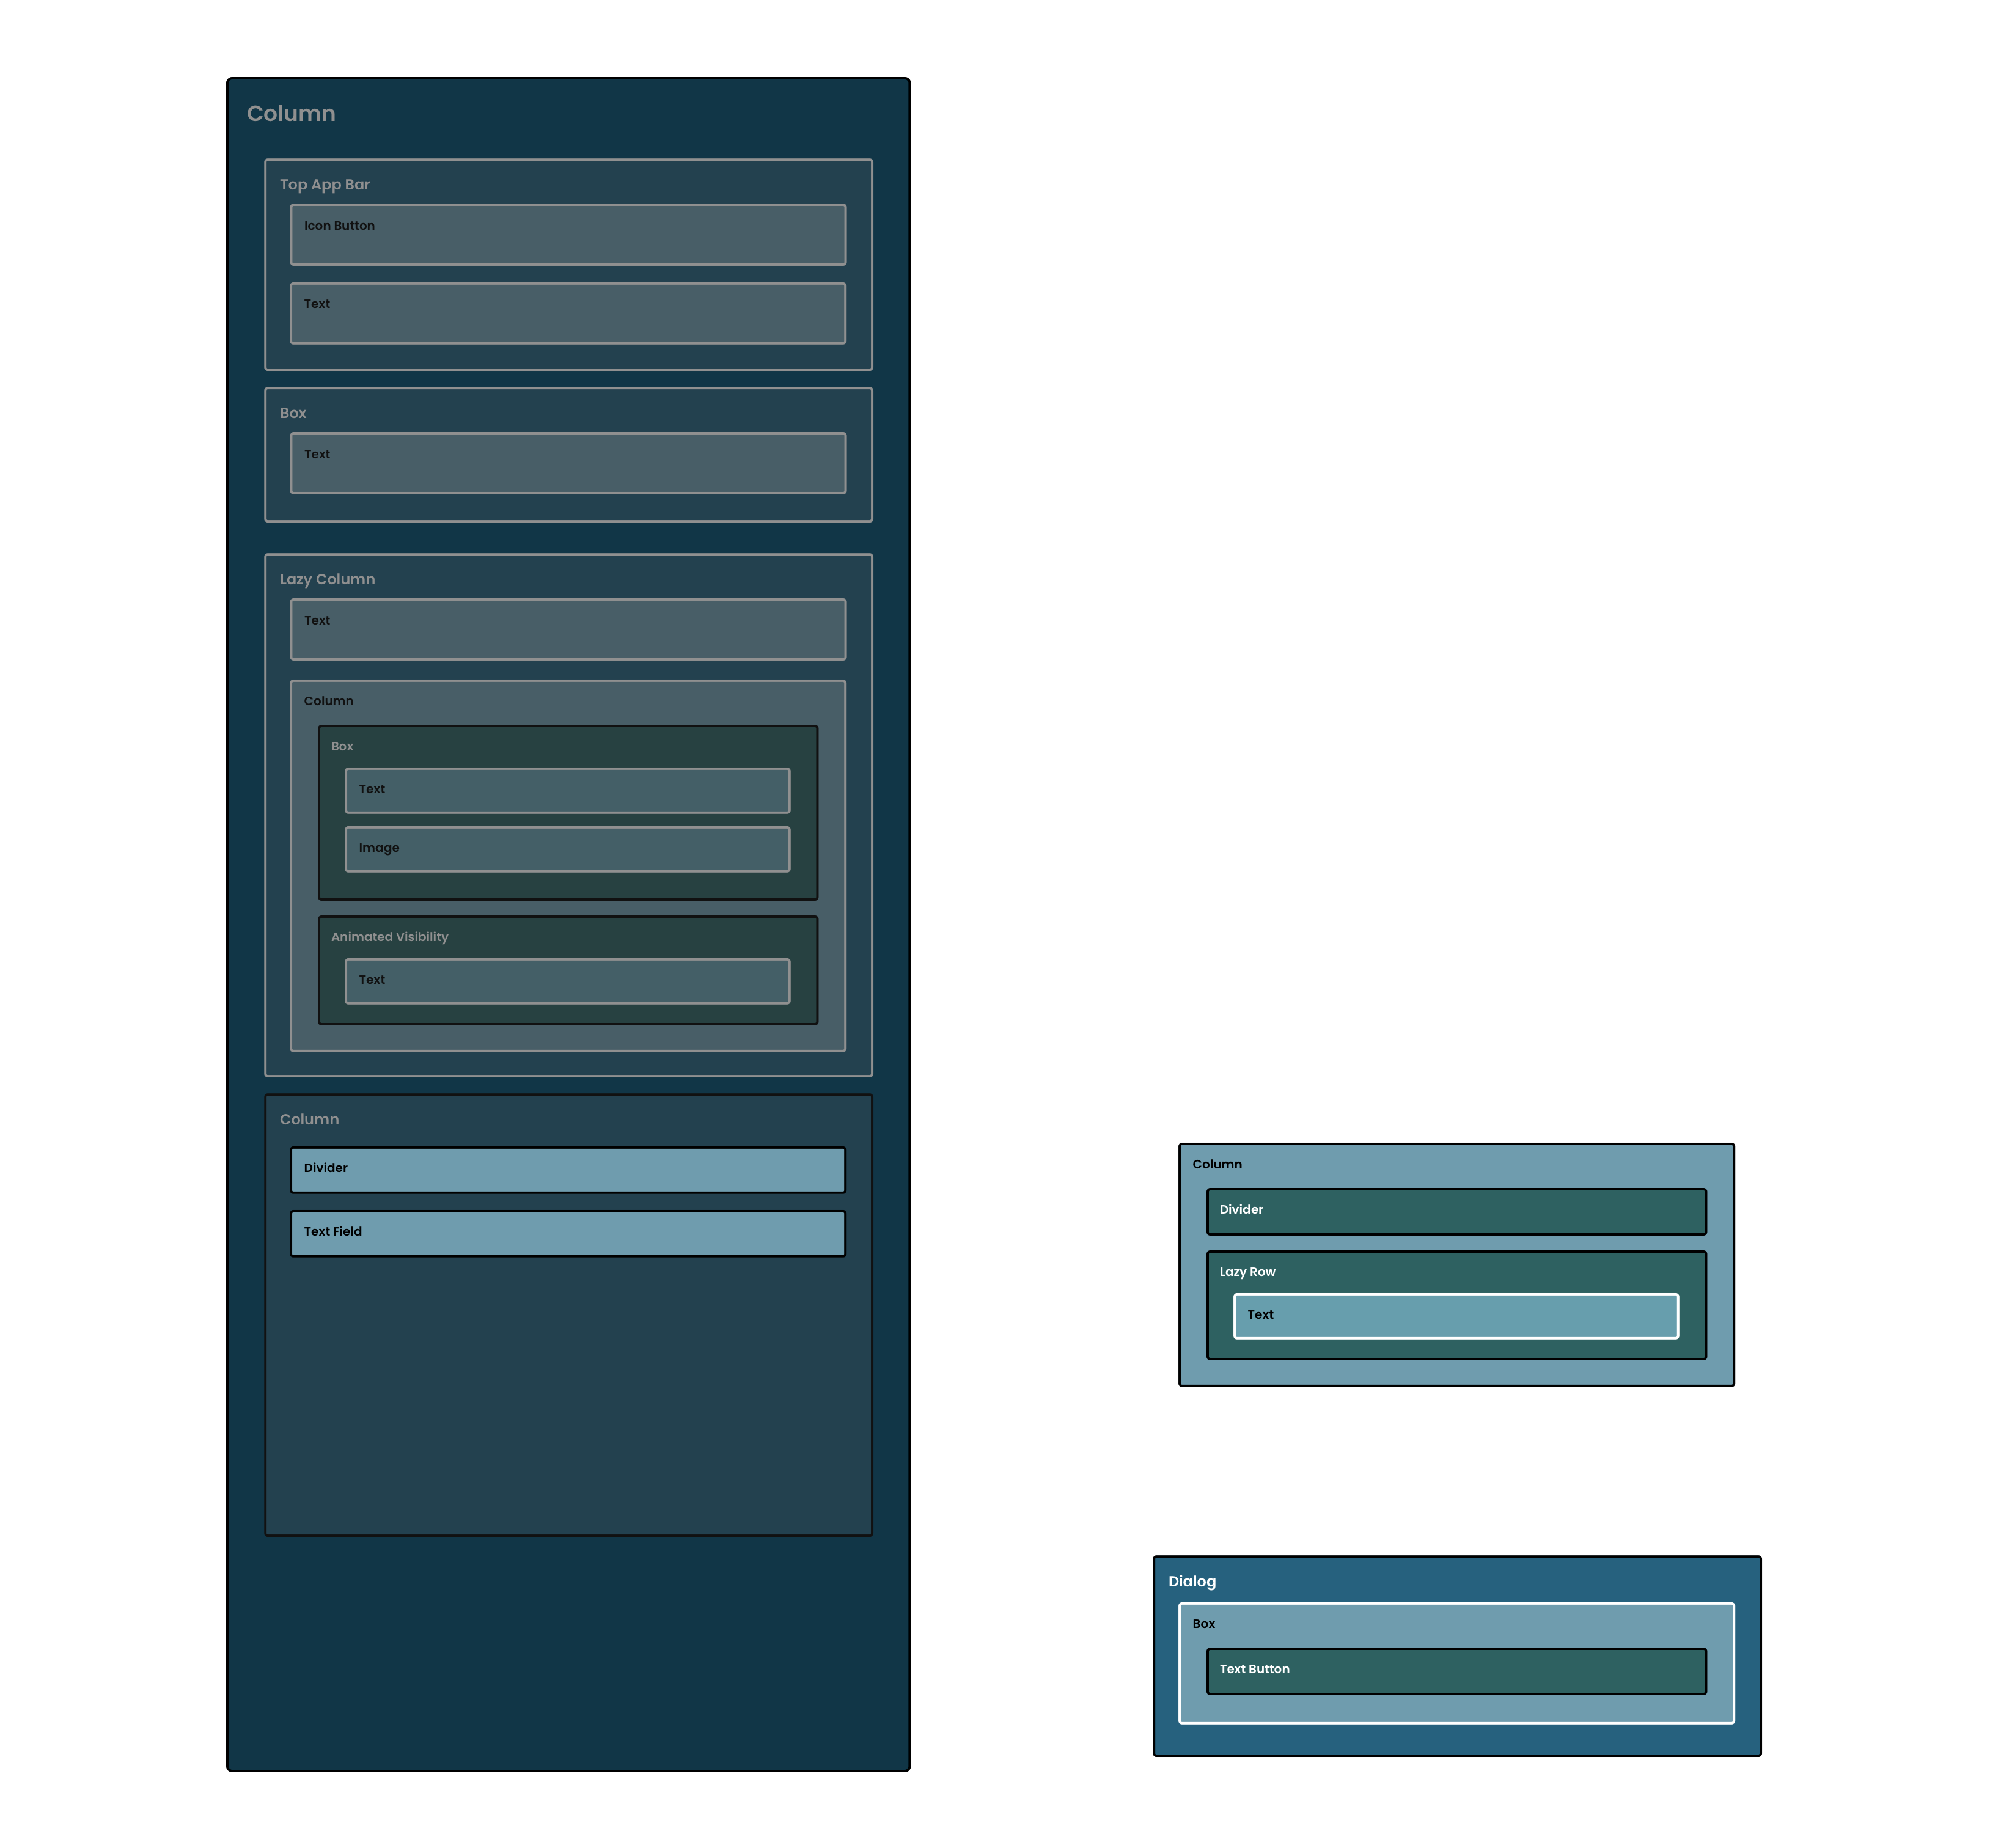 Column
Top App Bar
Icon Button
Text
Box
Text
Lazy Column
Text
Column
Box
Text
Image
Animated Visibility
Text
Column
Divider
Text Field
Column
Divider
Lazy Row
Text
Dialog
Box
Text Button